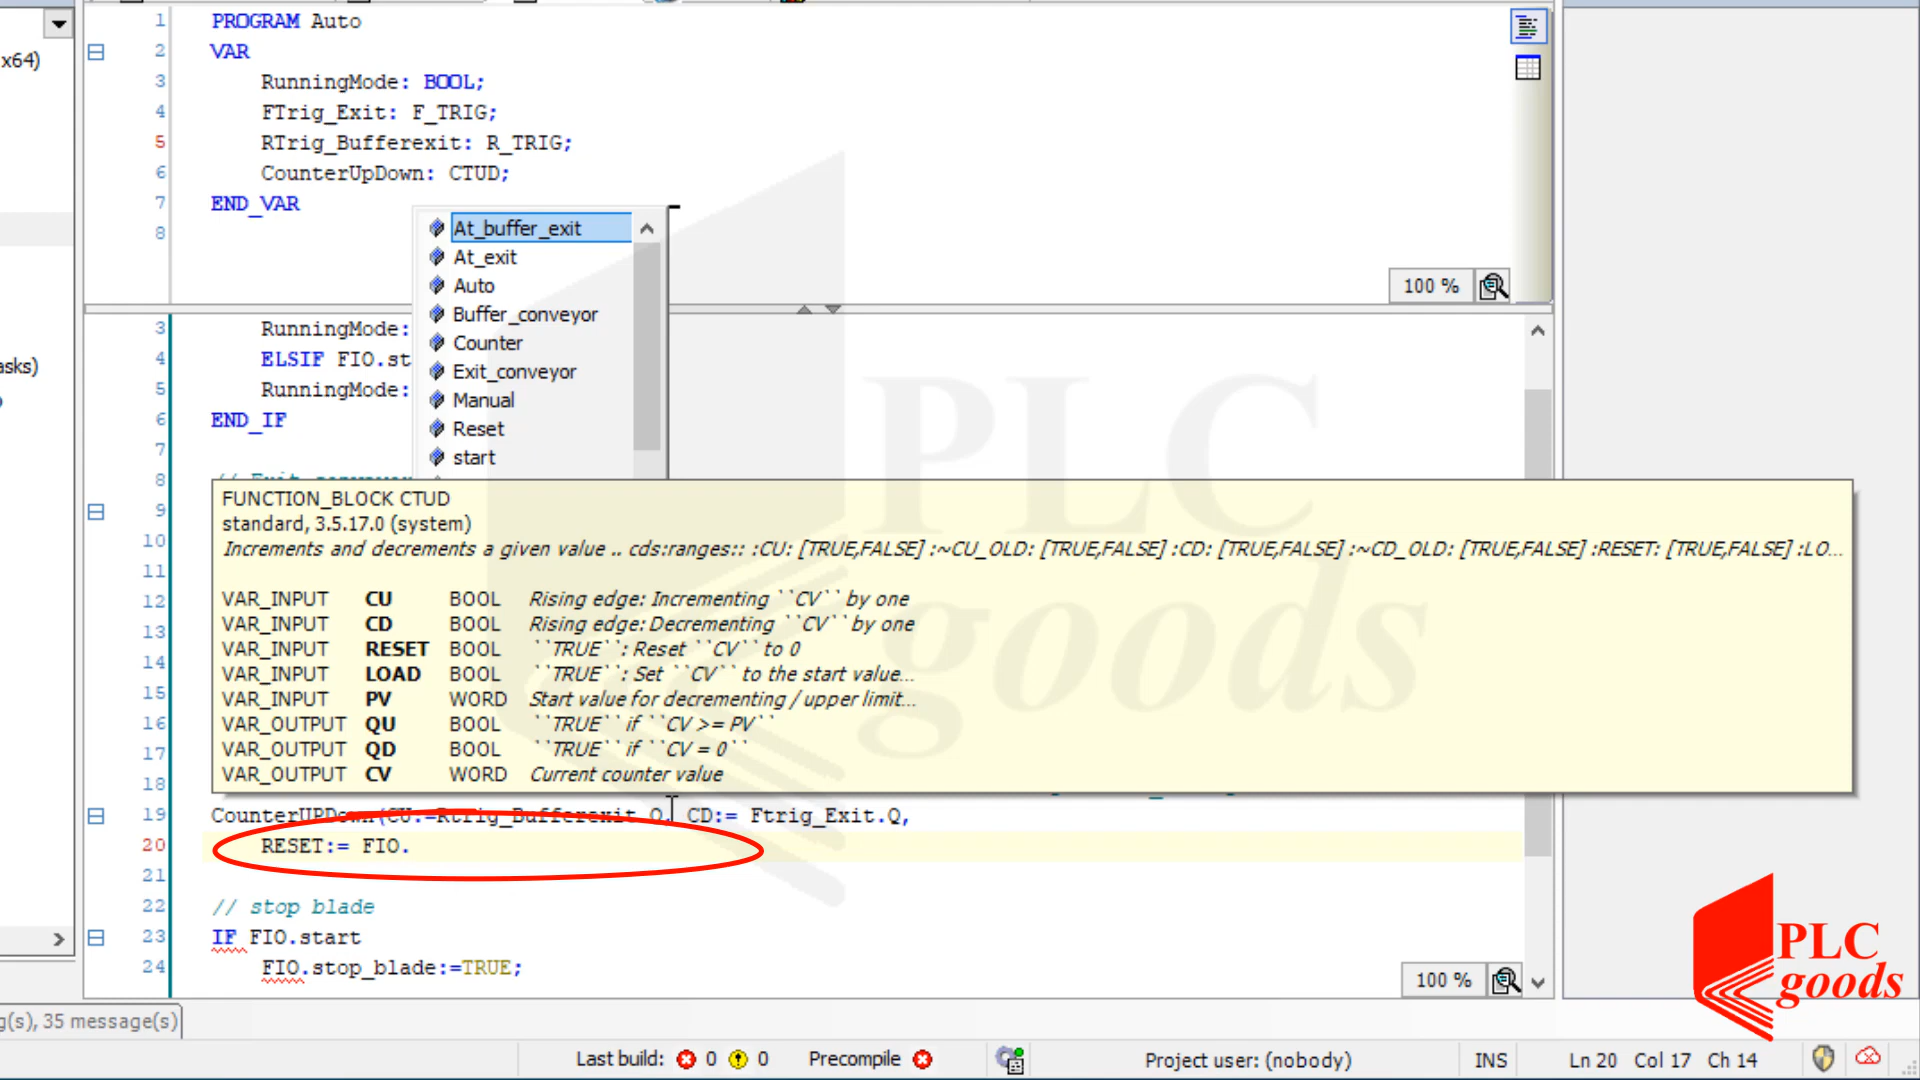 x64)
asks)
1 PROGRAM Auto
2 VAR
3 RunningMode: BOOL;
4 FTrig_Exit: F_TRIG;
5 RTrig_Bufferexit: R_TRIG;
6 CounterUpDown: CTUD;
7 END_VAR
8
At_buffer_exit
At_exit
Auto
Buffer_conveyor
Counter
Exit_conveyor
Manual
Reset
start
100 %
3 RunningMode:
4 ELSIF FIO.st
5 RunningMode:
6 END_IF
7
8
9
10
11
12
13
14
15
16
17
18
FUNCTION_BLOCK CTUD
standard, 3.5.17.0 (system)
Increments and decrements a given value .. cds:ranges:: :CU: [TRUE,FALSE] :~CU_OLD: [TRUE,FALSE] :CD: [TRUE,FALSE] :~CD_OLD: [TRUE,FALSE] :RESET: [TRUE,FALSE] :LO...
VAR_INPUT CU BOOL Rising edge: Incrementing ``CV`` by one
VAR_INPUT CD BOOL Rising edge: Decrementing ``CV`` by one
VAR_INPUT RESET BOOL ``TRUE``: Reset ``CV`` to 0
VAR_INPUT LOAD BOOL ``TRUE``: Set ``CV`` to the start value...
VAR_INPUT PV WORD Start value for decrementing / upper limit...
VAR_OUTPUT QU BOOL ``TRUE`` if ``CV >= PV``
VAR_OUTPUT QD BOOL ``TRUE`` if ``CV = 0``
VAR_OUTPUT CV WORD Current counter value
19 CounterUPDown(CU:=Rtrig_Bufferexit.Q, CD:= Ftrig_Exit.Q,
20 RESET:= FIO.
21
22 // stop blade
23 IF FIO.start
24 FIO.stop_blade:=TRUE;
100 %
PLC
goods
PLC
goods
g(s), 35 message(s)
Last build: 0 0 Precompile
Project user: (nobody)
INS
Ln 20 Col 17 Ch 14